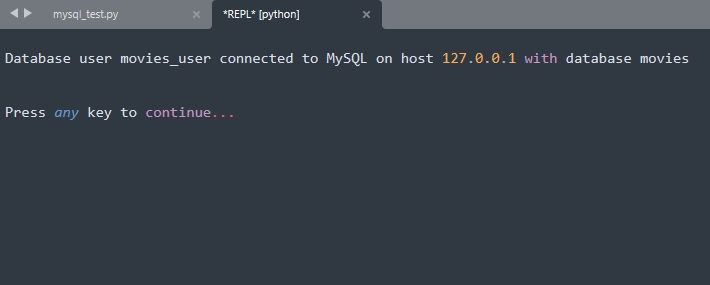 mysql_test.py ×
*REPL* [python] ×
Database user movies_user connected to MySQL on host 127.0.0.1 with database movies
Press any key to continue...